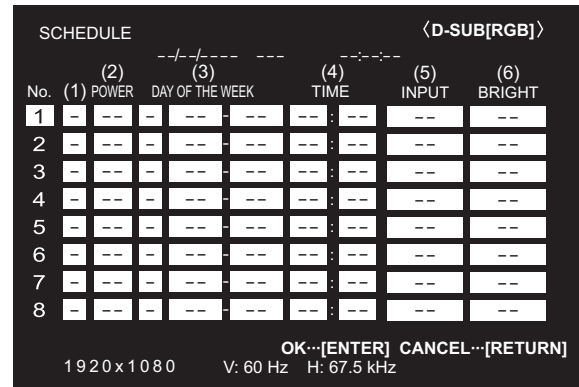 SCHEDULE 〈D-SUB[RGB]〉
--/--/---- --- --:--:--
(2) (3) (4) (5) (6)
No. (1) POWER DAY OF THE WEEK TIME INPUT BRIGHT
1 - -- - -- - -- -- : -- -- --
2 - -- - -- - -- -- : -- -- --
3 - -- - -- - -- -- : -- -- --
4 - -- - -- - -- -- : -- -- --
5 - -- - -- - -- -- : -- -- --
6 - -- - -- - -- -- : -- -- --
7 - -- - -- - -- -- : -- -- --
8 - -- - -- - -- -- : -- -- --
OK···[ENTER] CANCEL···[RETURN]
1920x1080 V: 60 Hz H: 67.5 kHz